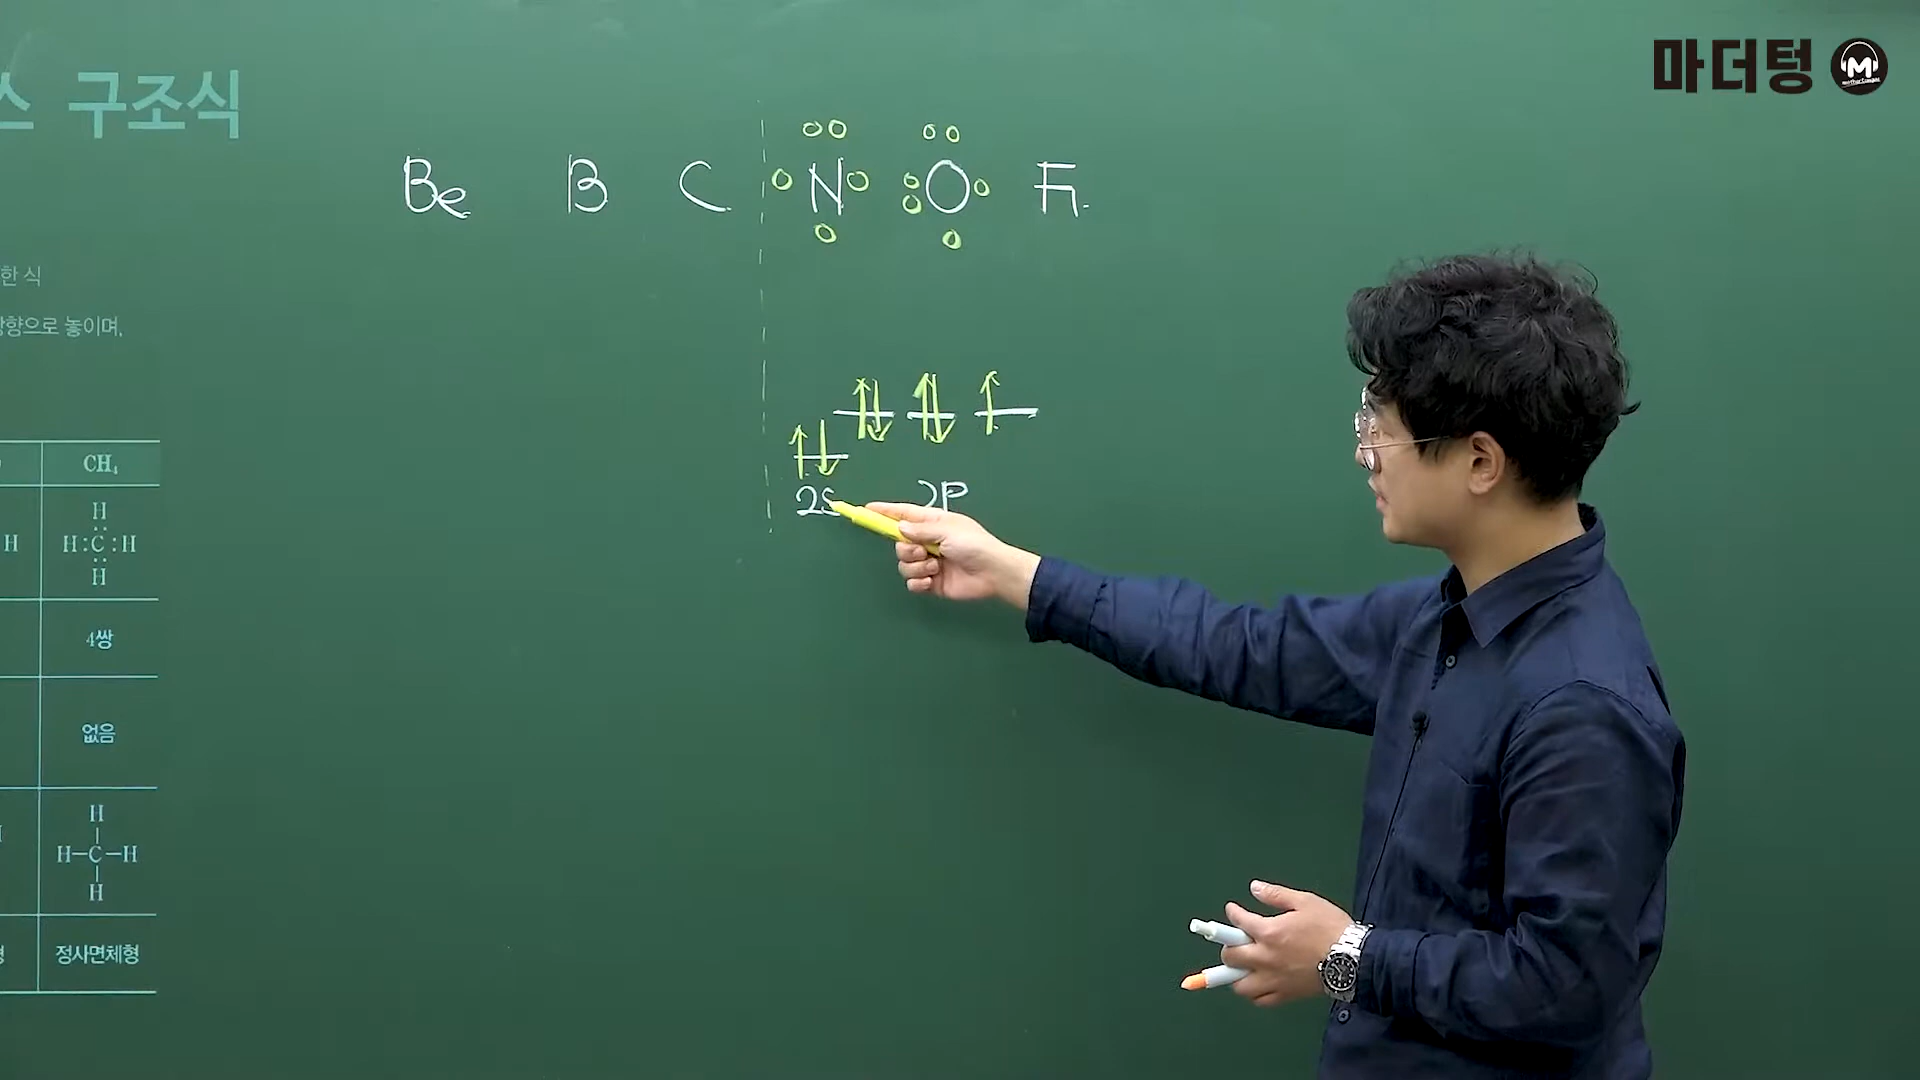 마더텅
M
구조식
Be B C N O F
한 식
향으로 놓이며,
2S 2P
CH₄
H
H H:C:H
H
4쌍
없음
H
H-C-H
H
정사면체형